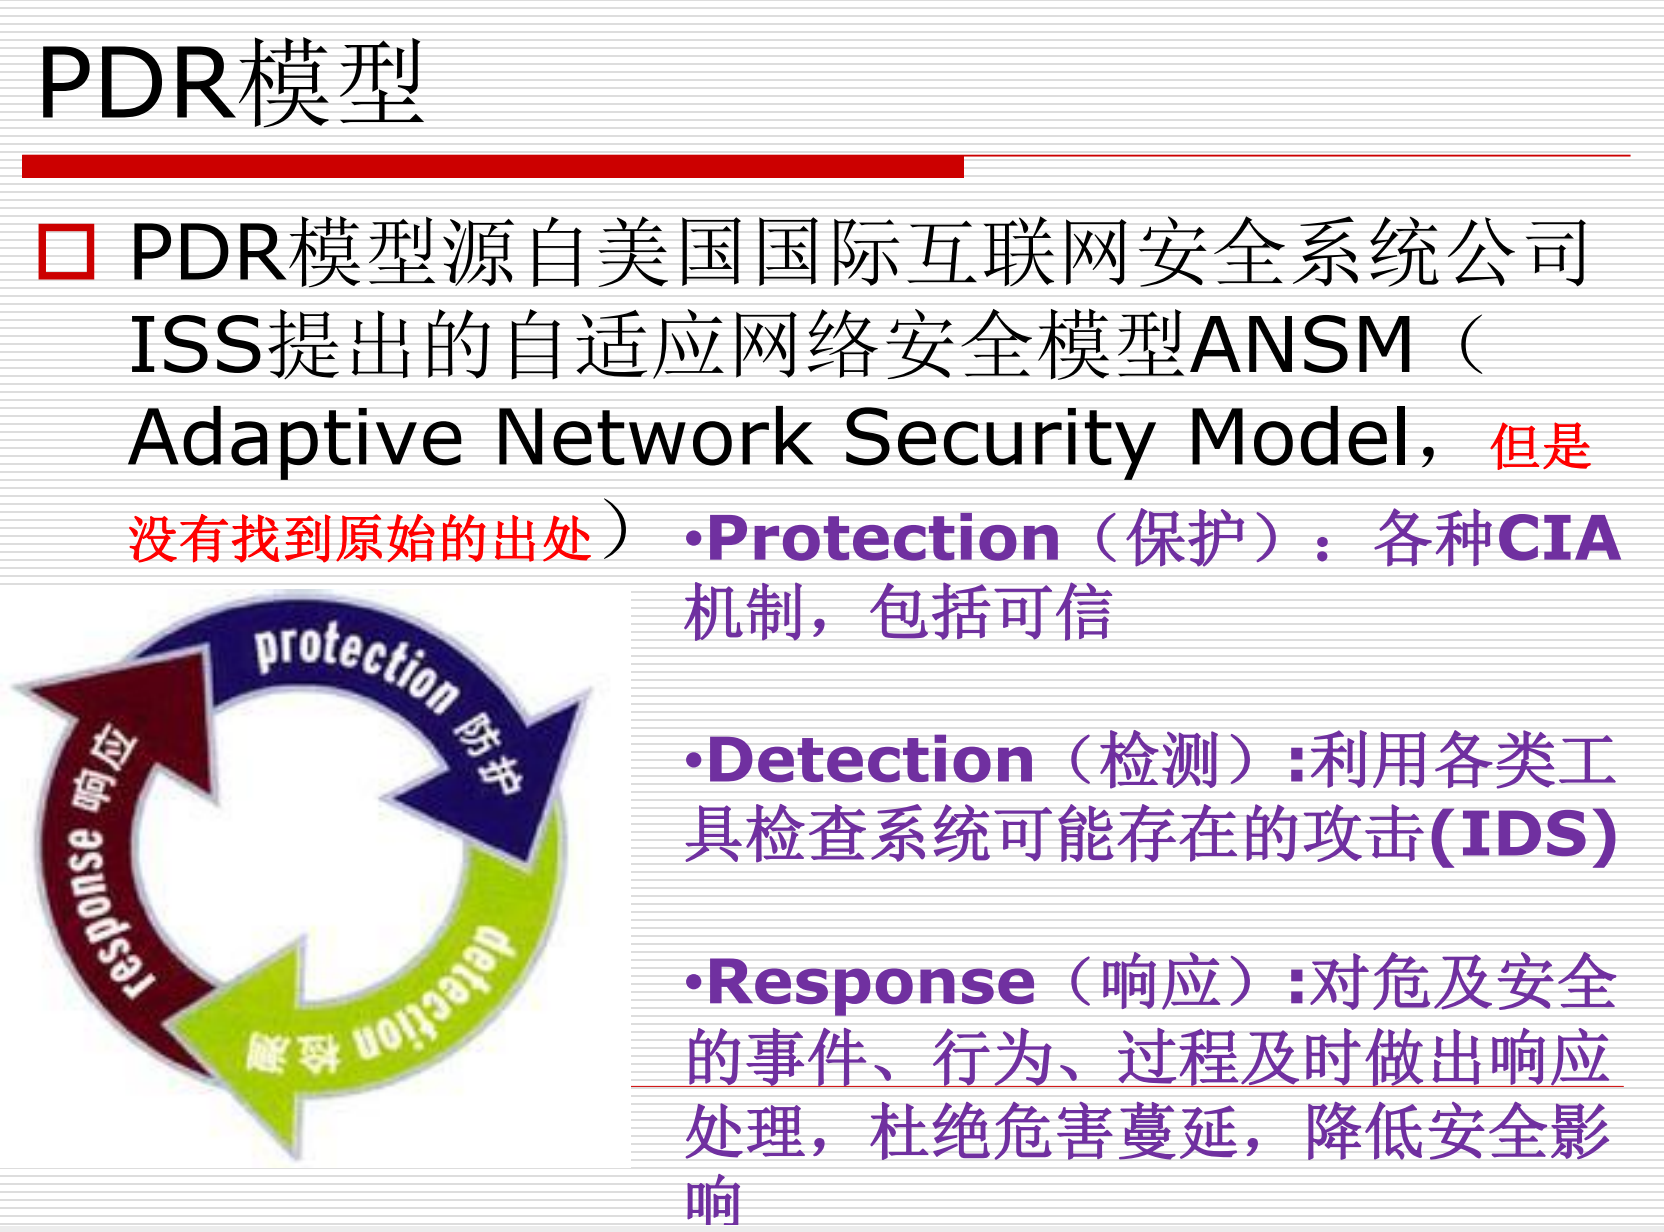 PDR模型
PDR模型源自美国国际互联网安全系统公司
ISS提出的自适应网络安全模型ANSM（
Adaptive Network Security Model，但是
没有找到原始的出处）
•Protection（保护）：各种CIA
机制，包括可信
•Detection（检测）:利用各类工
具检查系统可能存在的攻击(IDS)
•Response（响应）:对危及安全
的事件、行为、过程及时做出响应
处理，杜绝危害蔓延，降低安全影
响
protection 防护
detection 检测
response 响应